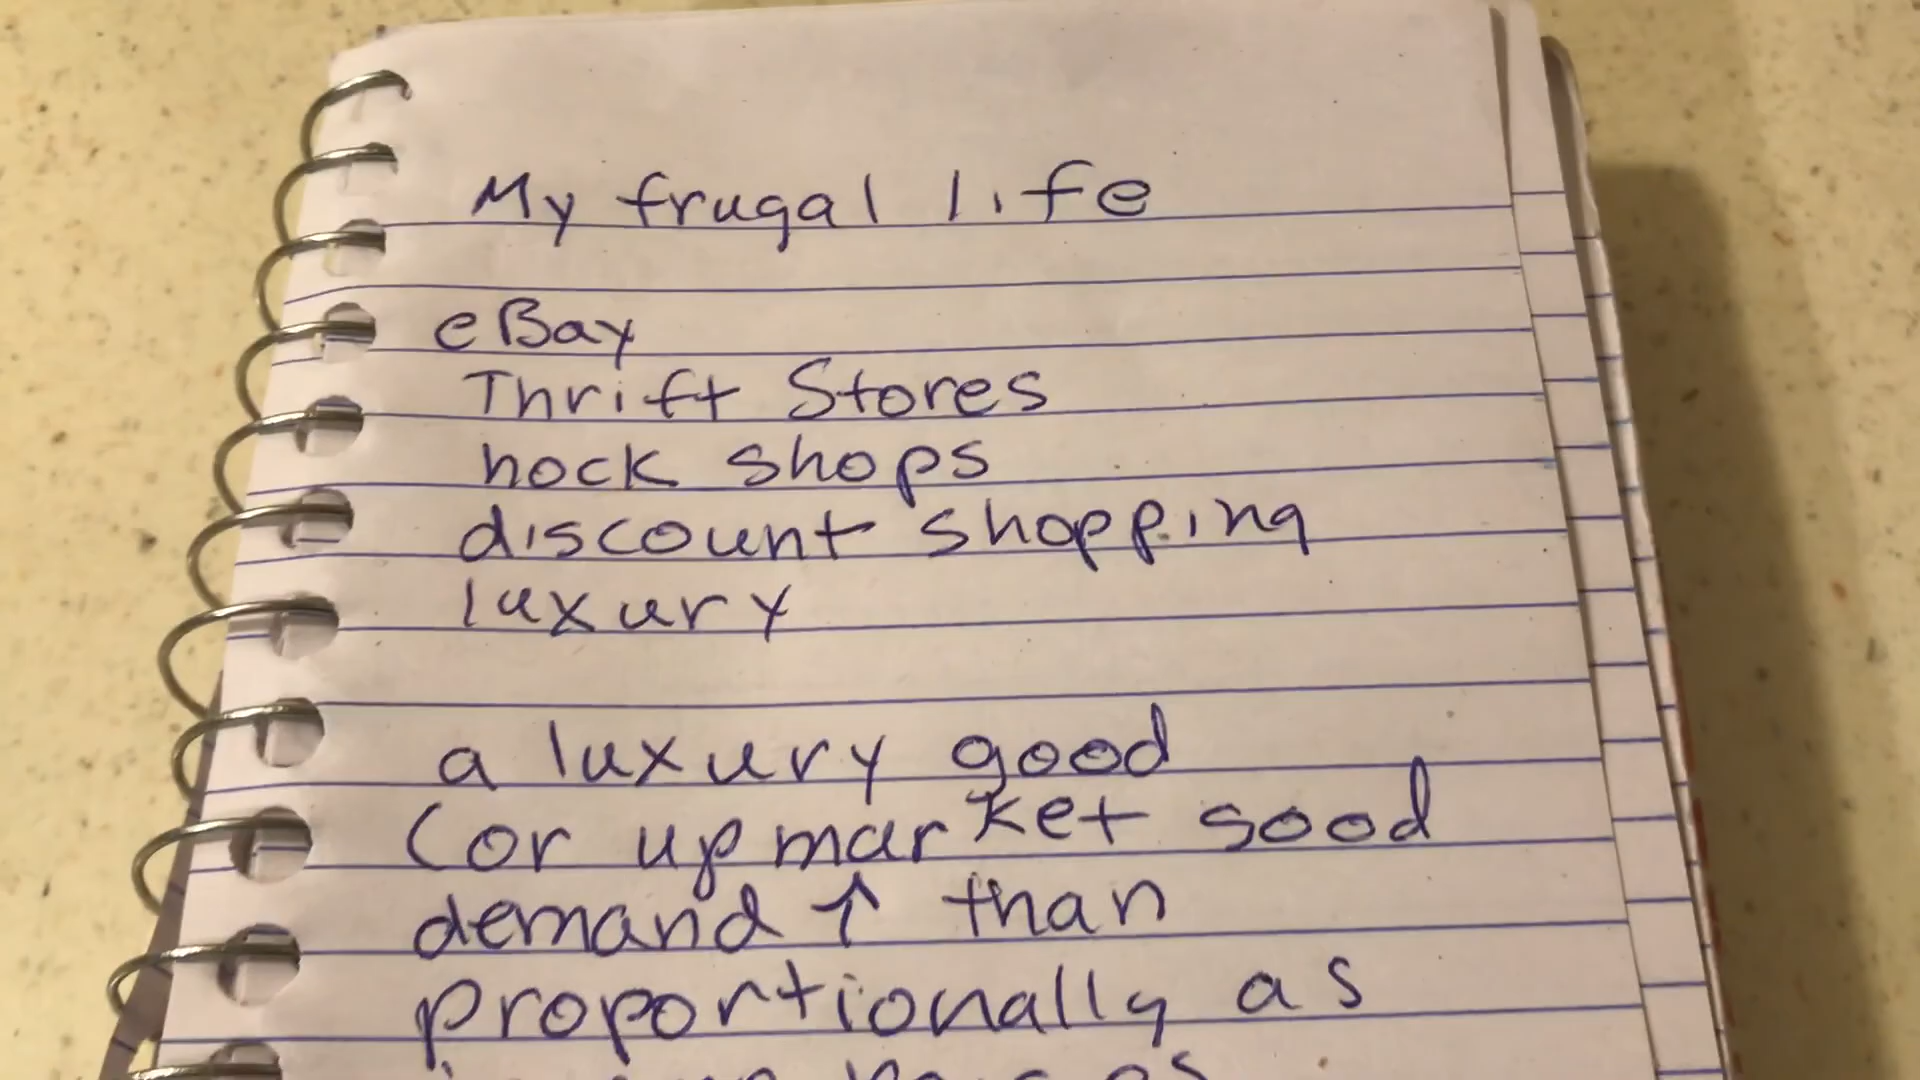 My frugal life
eBay
Thrift Stores
hock shops
discount shopping
luxury
a luxury good
(or upmarket good
demand ↑ than
proportionally as